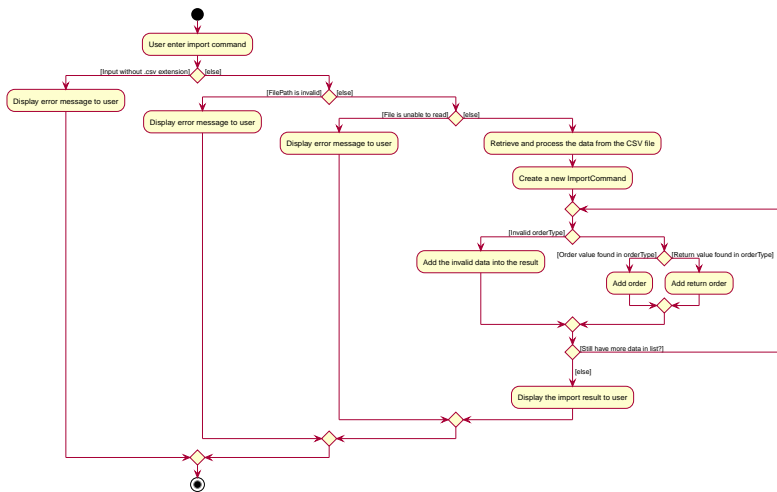 User enter import command
[Input without .csv extension]
[else]
Display error message to user
[FilePath is invalid]
[else]
Display error message to user
[File is unable to read]
[else]
Display error message to user
Retrieve and process the data from the CSV file
Create a new ImportCommand
[Invalid orderType]
Add the invalid data into the result
[Order value found in orderType]
[Return value found in orderType]
Add order
Add return order
[Still have more data in list?]
[else]
Display the import result to user